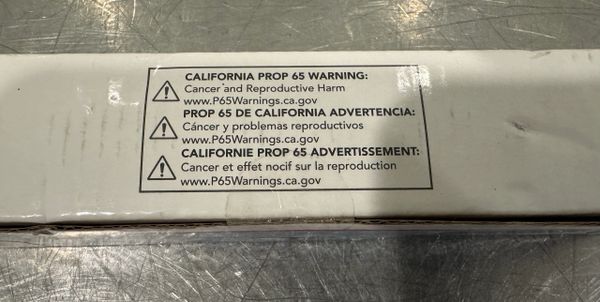 CALIFORNIA PROP 65 WARNING:
Cancer and Reproductive Harm
www.P65Warnings.ca.gov
PROP 65 DE CALIFORNIA ADVERTENCIA:
Cáncer y problemas reproductivos
www.P65Warnings.ca.gov
CALIFORNIE PROP 65 ADVERTISSEMENT:
Cancer et effet nocif sur la reproduction
www.P65Warnings.ca.gov